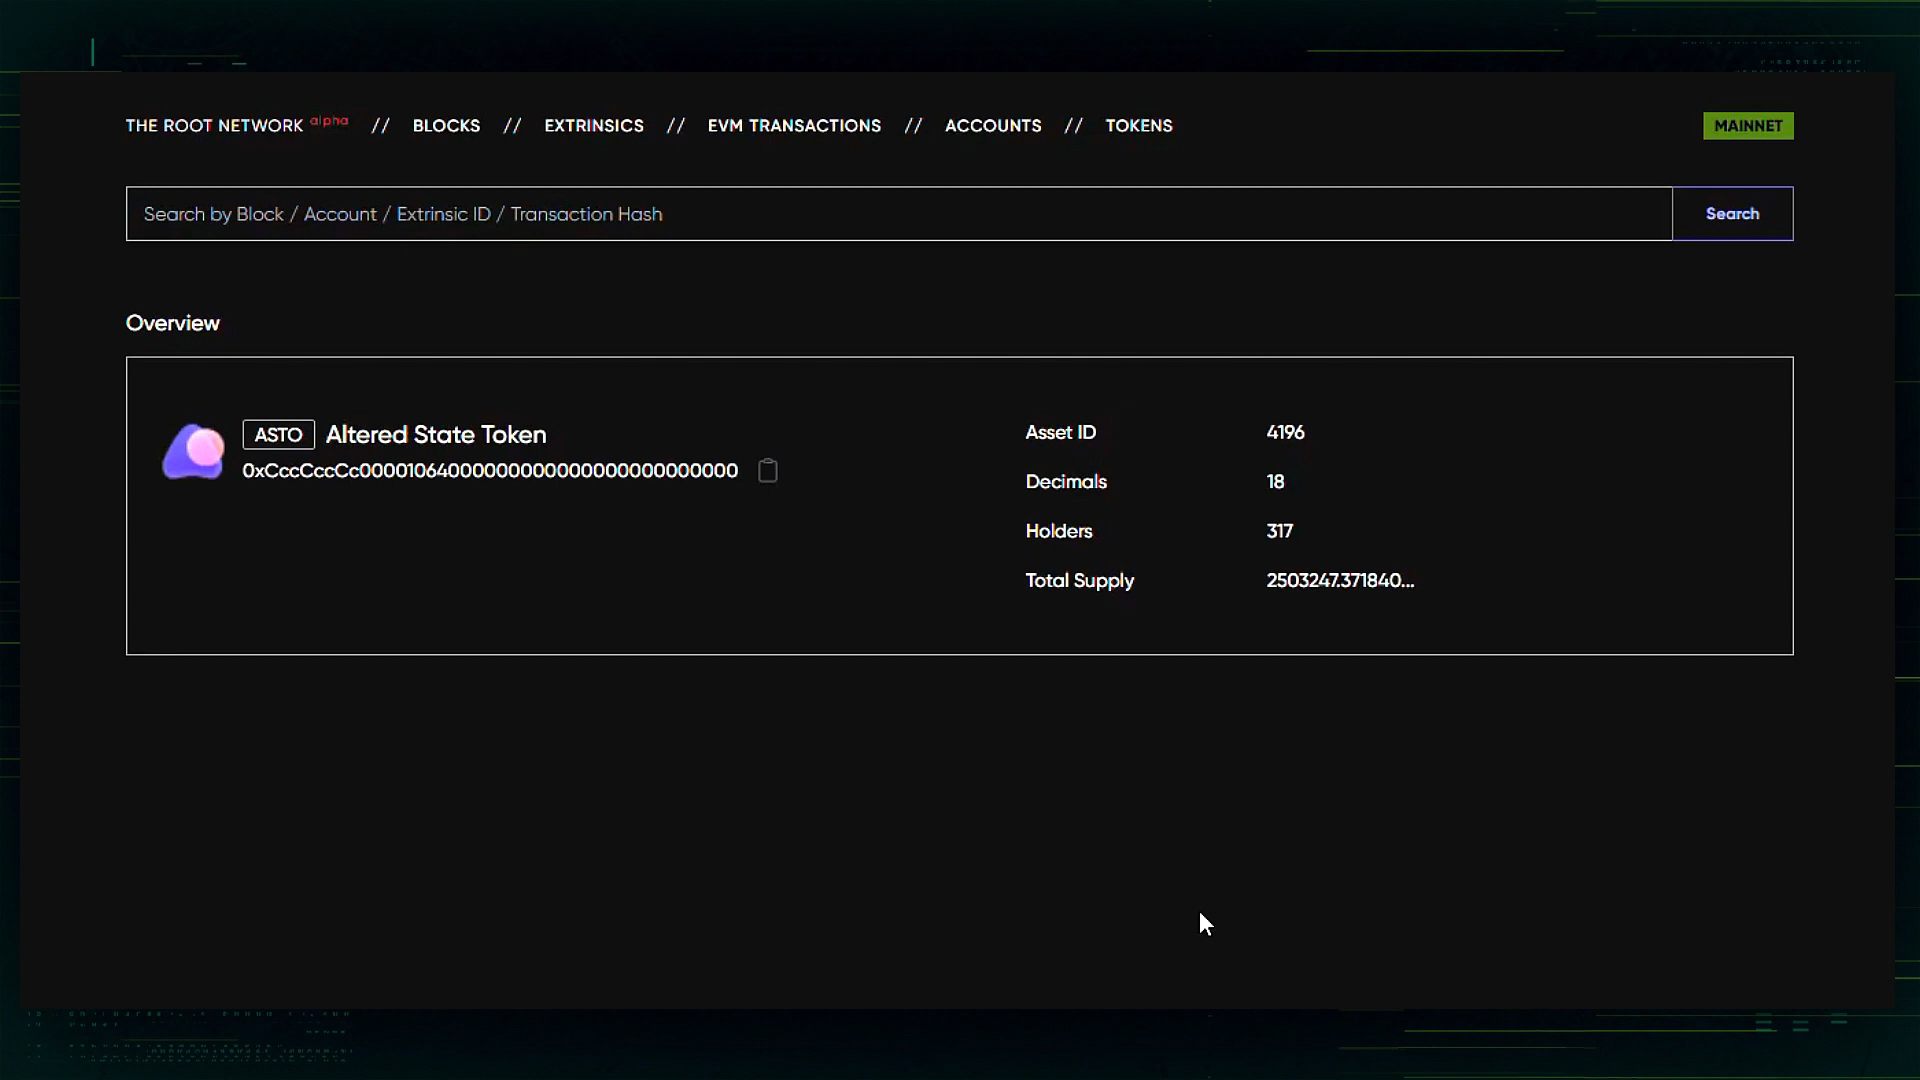 THE ROOT NETWORK alpha // BLOCKS // EXTRINSICS // EVM TRANSACTIONS // ACCOUNTS // TOKENS MAINNET
Search by Block / Account / Extrinsic ID / Transaction Hash Search
Overview
ASTO Altered State Token
0xCccCccCc00001064000000000000000000000000
Asset ID 4196
Decimals 18
Holders 317
Total Supply 2503247.371840...